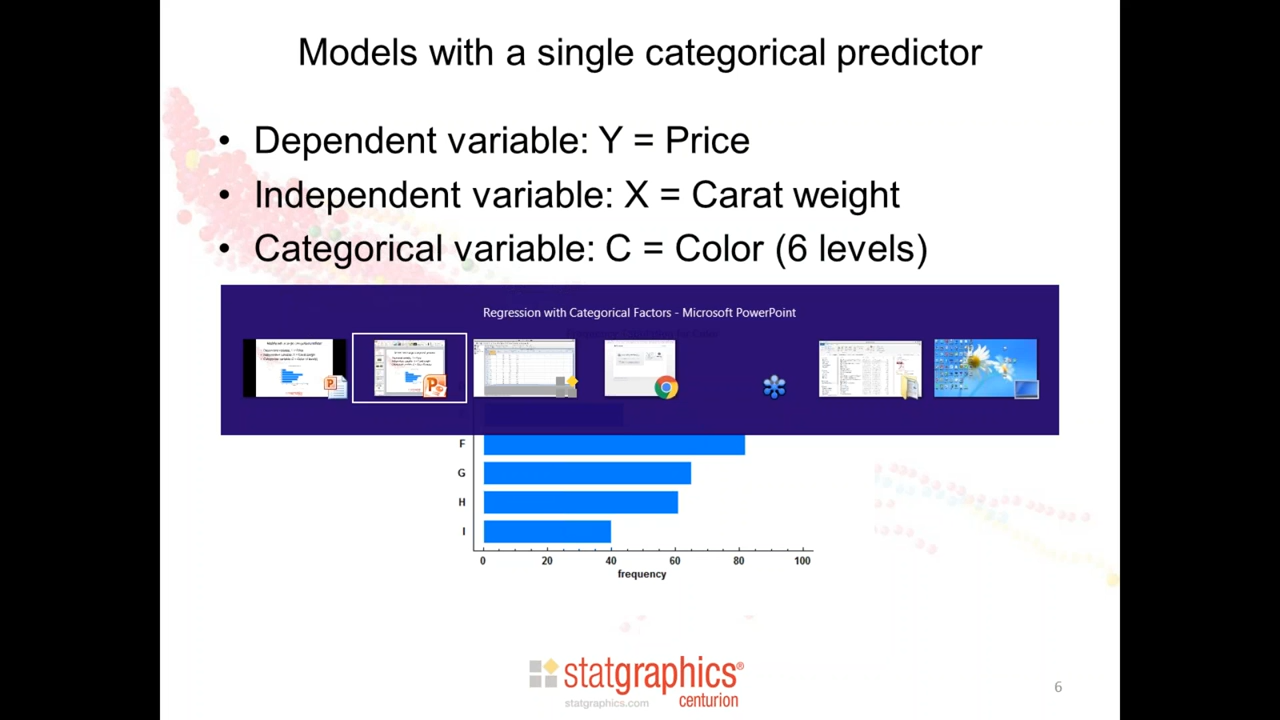 Models with a single categorical predictor
• Dependent variable: Y = Price
• Independent variable: X = Carat weight
• Categorical variable: C = Color (6 levels)
Regression with Categorical Factors - Microsoft PowerPoint
F
G
H
I
0 20 40 60 80 100
frequency
statgraphics®
centurion
statgraphics.com
6